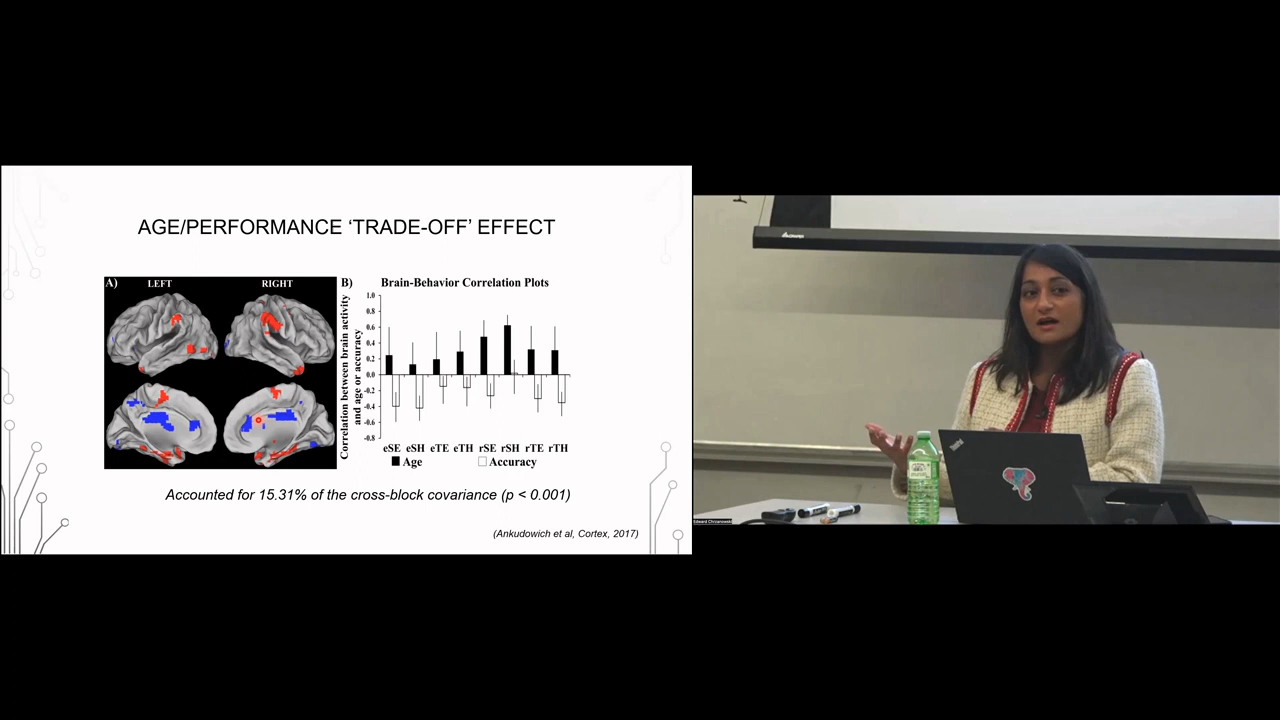 AGE/PERFORMANCE ‘TRADE-OFF’ EFFECT
A)
LEFT
RIGHT
B)
Brain-Behavior Correlation Plots
Correlation between brain activity
and age or accuracy
1.0
0.8
0.6
0.4
0.2
0.0
-0.2
-0.4
-0.6
-0.8
eSE eSH eTE eTH rSE rSH rTE rTH
Age
Accuracy
Accounted for 15.31% of the cross-block covariance (p < 0.001)
(Ankudowich et al, Cortex, 2017)
ThinkPad
Edward Chrzanowski